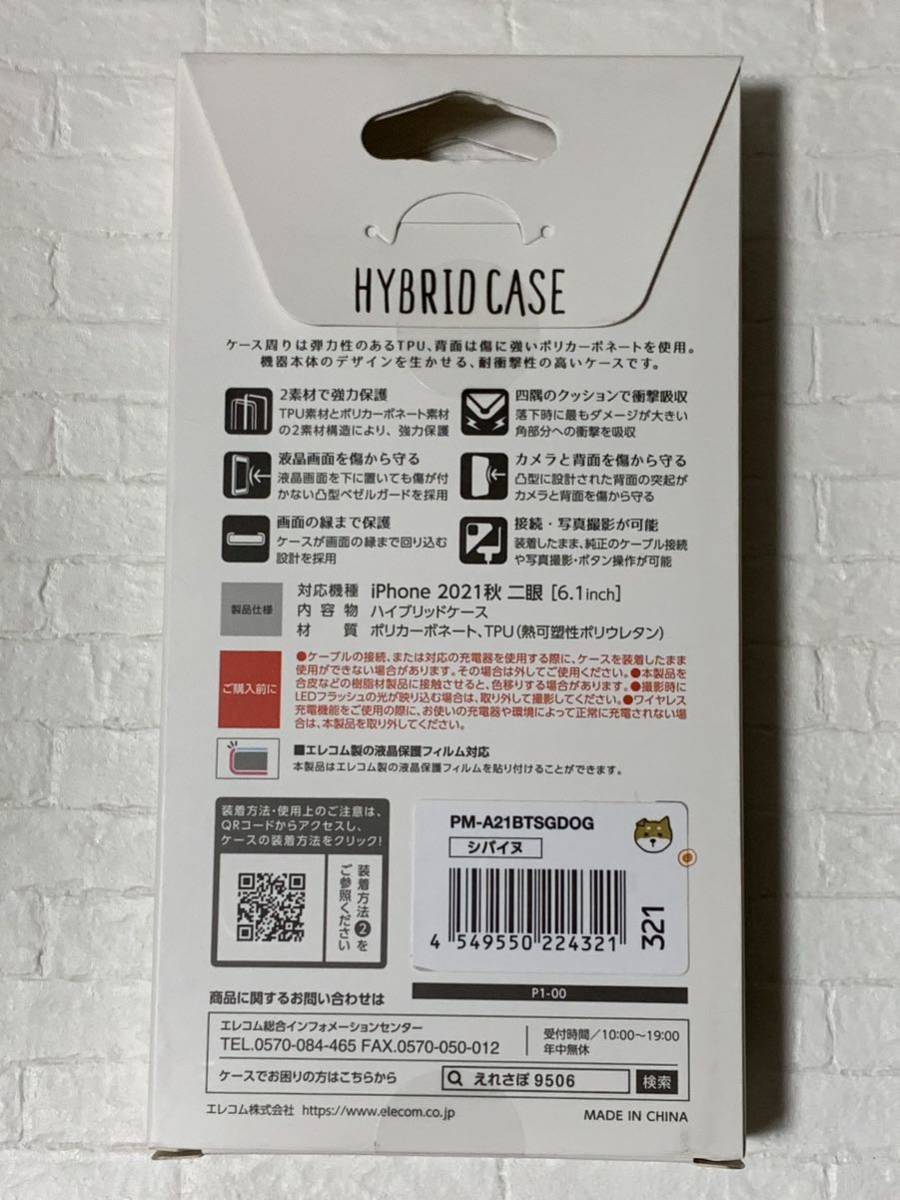 HYBRID CASE
ケース周りは弾力性のあるTPU、背面は傷に強いポリカーボネートを使用。
機器本体のデザインを生かせる、耐衝撃性の高いケースです。
2素材で強力保護
TPU素材とポリカーボネート素材
の2素材構造により、強力保護
四隅のクッションで衝撃吸収
落下時に最もダメージが大きい
角部分への衝撃を吸収
液晶画面を傷から守る
液晶画面を下に置いても傷が付
かない凸型ベゼルガードを採用
カメラと背面を傷から守る
凸型に設計された背面の突起が
カメラと背面を傷から守る
画面の縁まで保護
ケースが画面の縁まで回り込む
設計を採用
接続・写真撮影が可能
装着したまま、純正のケーブル接続
や写真撮影・ボタン操作が可能
製品仕様
対応機種 iPhone 2021秋 二眼 [6.1inch]
内容物 ハイブリッドケース
材質 ポリカーボネート、TPU(熱可塑性ポリウレタン)
ご購入前に
●ケーブルの接続、または対応の充電器を使用する際に、ケースを装着したまま
使用ができない場合があります。その場合は外してご使用ください。●本製品を
合皮などの樹脂材製品に接触させると、色移りする場合があります。●撮影時に
LEDフラッシュの光が映り込む場合は、取り外して撮影してください。●ワイヤレス
充電機能をご使用の際に、お使いの充電器や環境によって正常に充電されない場
合は、本製品を取り外してください。
■エレコム製の液晶保護フィルム対応
本製品はエレコム製の液晶保護フィルムを貼り付けることができます。
装着方法・使用上のご注意は、
QRコードからアクセスし、
ケースの装着方法をクリック!
装着方法❷を
ご参照ください
PM-A21BTSGDOG
シバイヌ
4 549550 224321
321
P1-00
商品に関するお問い合わせは
エレコム総合インフォメーションセンター
TEL.0570-084-465 FAX.0570-050-012
受付時間/10:00～19:00
年中無休
ケースでお困りの方はこちらから
えれさぽ 9506
検索
エレコム株式会社 https://www.elecom.co.jp
MADE IN CHINA